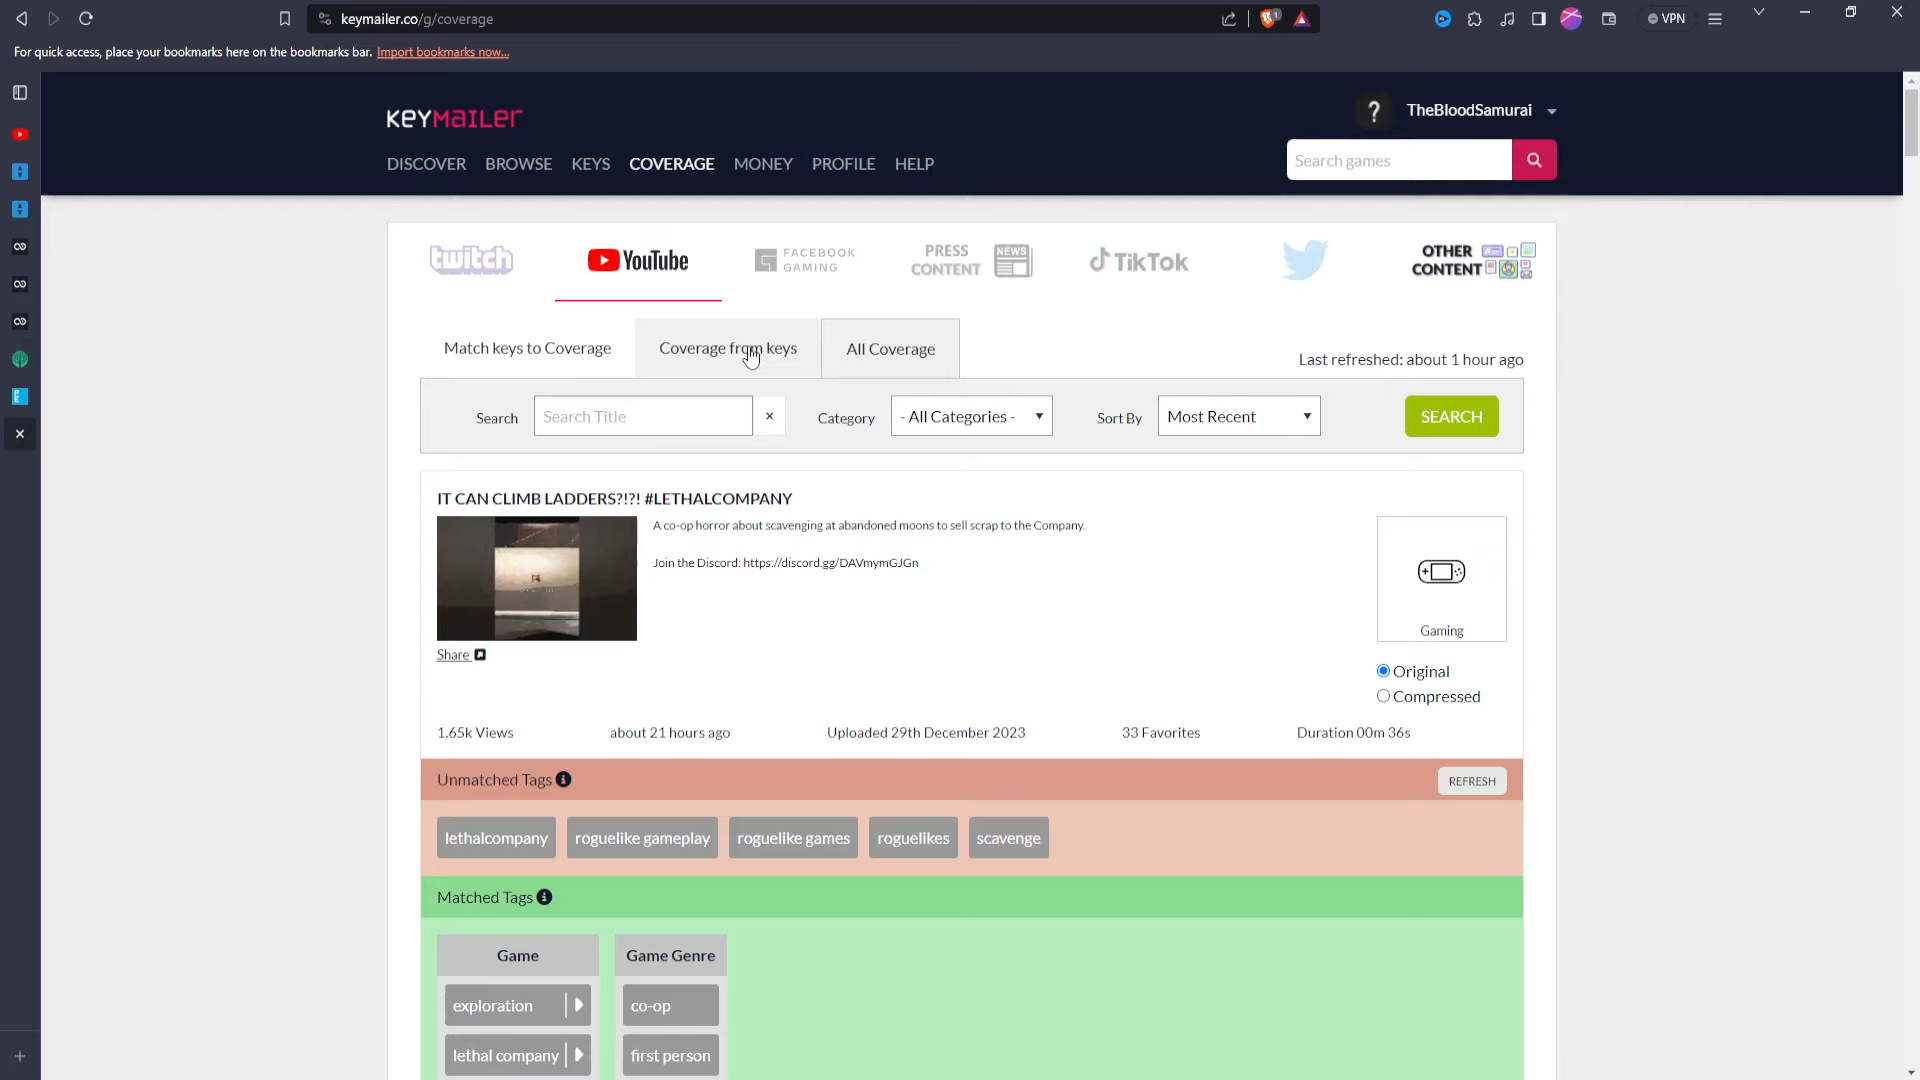 keymailer.co/g/coverage
VPN
For quick access, place your bookmarks here on the bookmarks bar. Import bookmarks now...
KEYMAILER
? TheBloodSamurai
DISCOVER BROWSE KEYS COVERAGE MONEY PROFILE HELP
Search games
twitch
YouTube
FACEBOOK
GAMING
PRESS
CONTENT
NEWS
TikTok
OTHER
CONTENT
Match keys to Coverage
Coverage from keys
All Coverage
Last refreshed: about 1 hour ago
Search Search Title × Category - All Categories - Sort By Most Recent SEARCH
IT CAN CLIMB LADDERS?!?! #LETHALCOMPANY
A co-op horror about scavenging at abandoned moons to sell scrap to the Company.
Join the Discord: https://discord.gg/DAVmymGJGn
Gaming
Share
Original
Compressed
1.65k Views about 21 hours ago Uploaded 29th December 2023 33 Favorites Duration 00m 36s
Unmatched Tags REFRESH
lethalcompany roguelike gameplay roguelike games roguelikes scavenge
Matched Tags
Game Game Genre
exploration co-op
lethal company first person